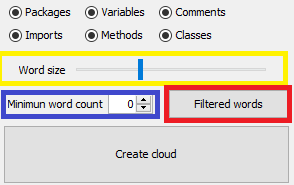 Packages Variables Comments
Imports Methods Classes
Word size
Minimun word count 0 Filtered words
Create cloud